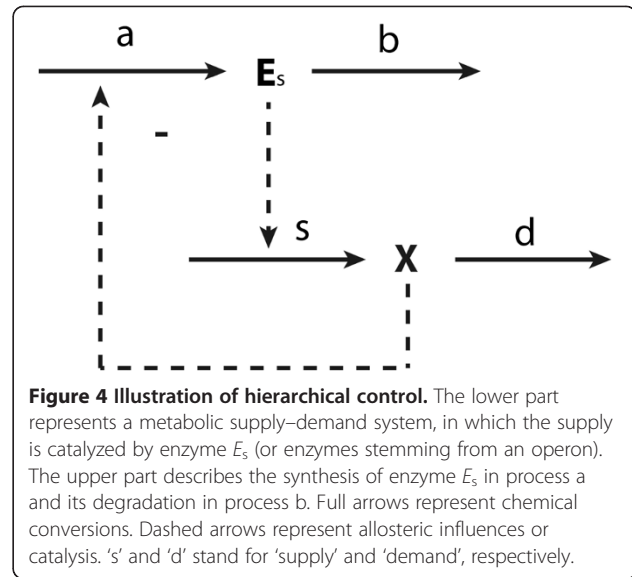 a
b
Es
-
s
d
X
Figure 4 Illustration of hierarchical control. The lower part
represents a metabolic supply–demand system, in which the supply
is catalyzed by enzyme Es (or enzymes stemming from an operon).
The upper part describes the synthesis of enzyme Es in process a
and its degradation in process b. Full arrows represent chemical
conversions. Dashed arrows represent allosteric influences or
catalysis. ‘s’ and ‘d’ stand for ‘supply’ and ‘demand’, respectively.